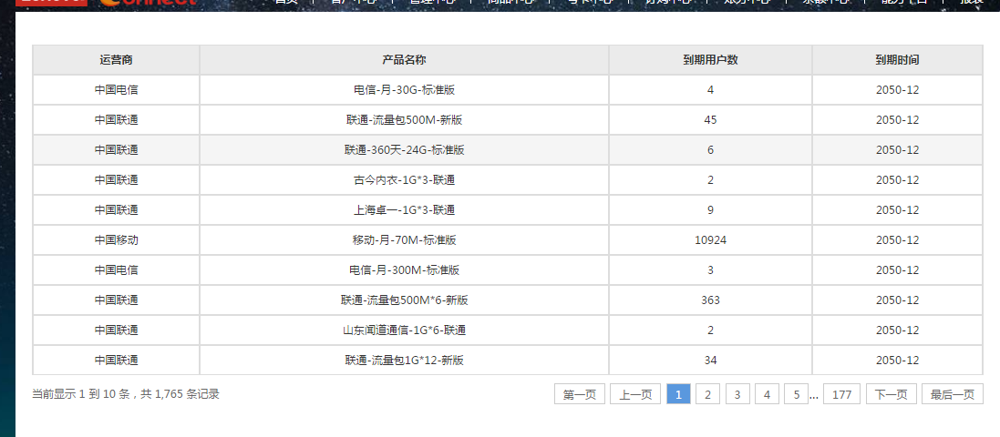 运营商 产品名称 到期用户数 到期时间
中国电信 电信-月-30G-标准版 4 2050-12
中国联通 联通-流量包500M-新版 45 2050-12
中国联通 联通-360天-24G-标准版 6 2050-12
中国联通 古今内衣-1G*3-联通 2 2050-12
中国联通 上海卓一-1G*3-联通 9 2050-12
中国移动 移动-月-70M-标准版 10924 2050-12
中国电信 电信-月-300M-标准版 3 2050-12
中国联通 联通-流量包500M*6-新版 363 2050-12
中国联通 山东闻道通信-1G*6-联通 2 2050-12
中国联通 联通-流量包1G*12-新版 34 2050-12
当前显示 1 到 10 条，共 1,765 条记录 第一页 上一页 1 2 3 4 5 ... 177 下一页 最后一页